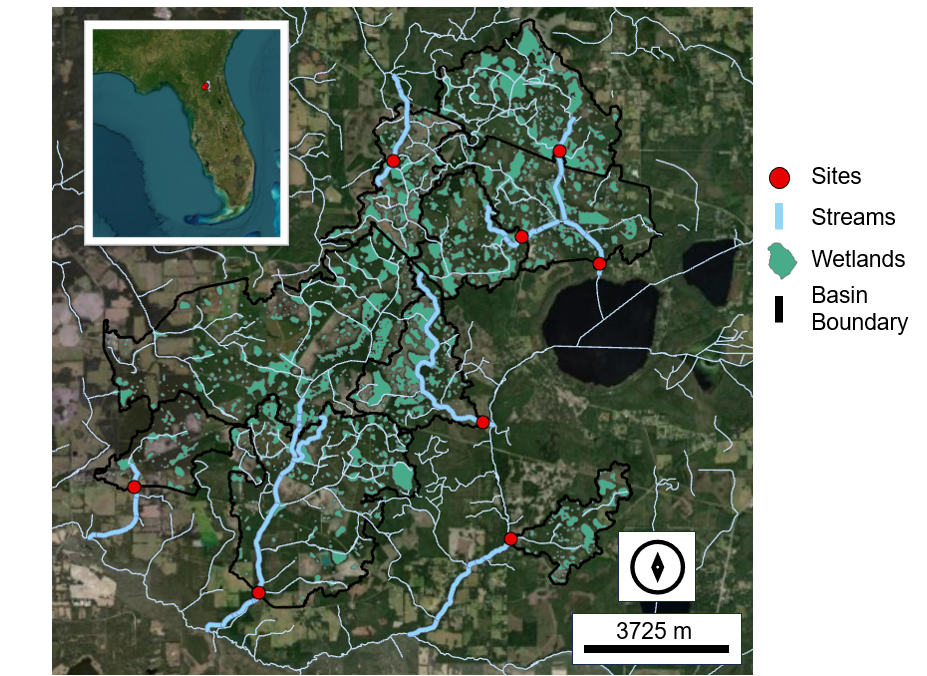 Sites
Streams
Wetlands
Basin
Boundary
3725 m